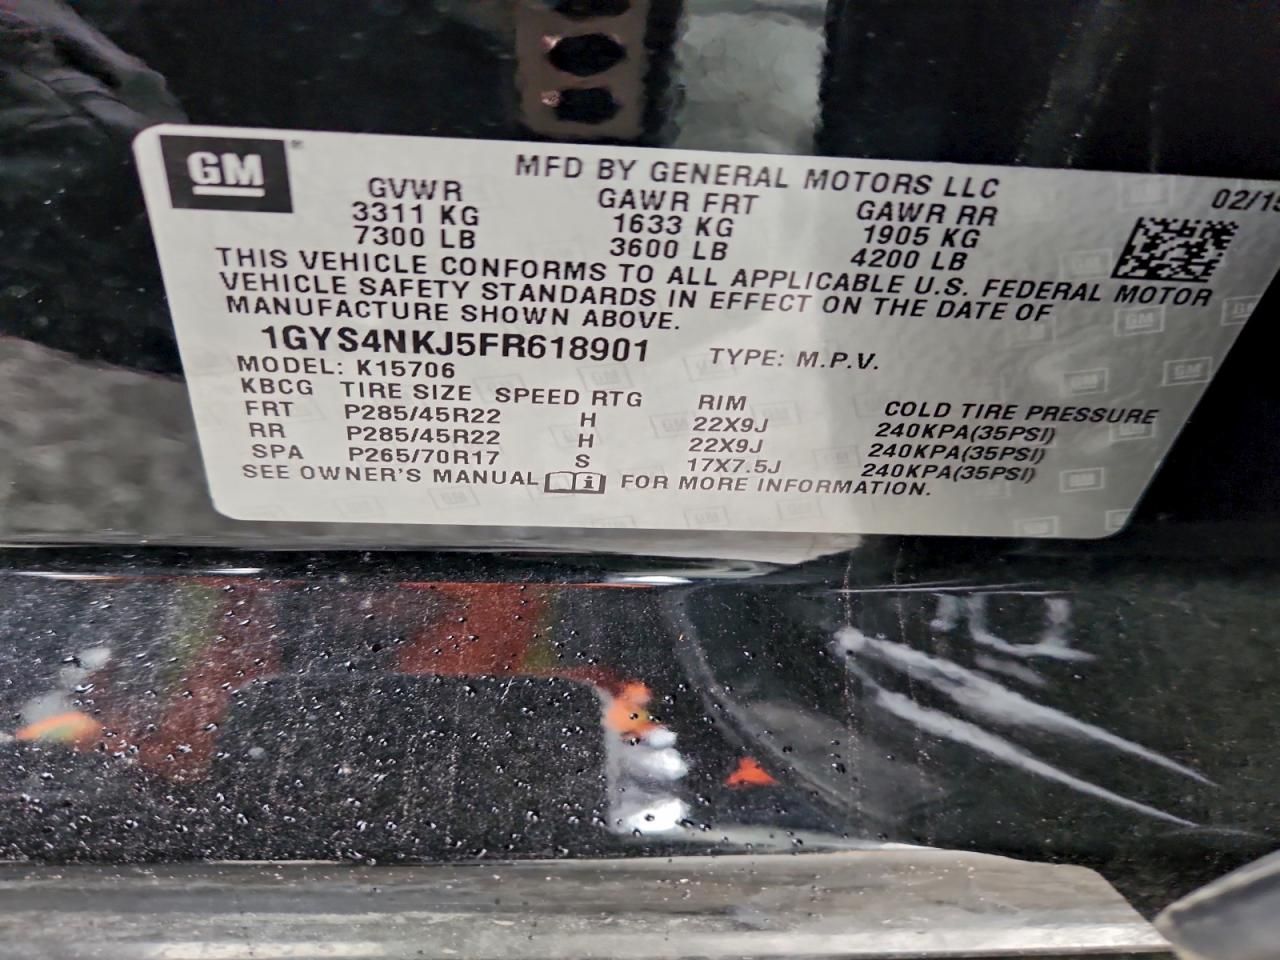 GM
MFD BY GENERAL MOTORS LLC
02/15
GVWR GAWR FRT GAWR RR
3311 KG 1633 KG 1905 KG
7300 LB 3600 LB 4200 LB
THIS VEHICLE CONFORMS TO ALL APPLICABLE U.S. FEDERAL MOTOR
VEHICLE SAFETY STANDARDS IN EFFECT ON THE DATE OF
MANUFACTURE SHOWN ABOVE.
1GYS4NKJ5FR618901 TYPE: M.P.V.
MODEL: K15706
KBCG TIRE SIZE SPEED RTG RIM COLD TIRE PRESSURE
FRT P285/45R22 H 22X9J 240KPA(35PSI)
RR P285/45R22 H 22X9J 240KPA(35PSI)
SPA P265/70R17 S 17X7.5J 240KPA(35PSI)
SEE OWNER'S MANUAL FOR MORE INFORMATION.